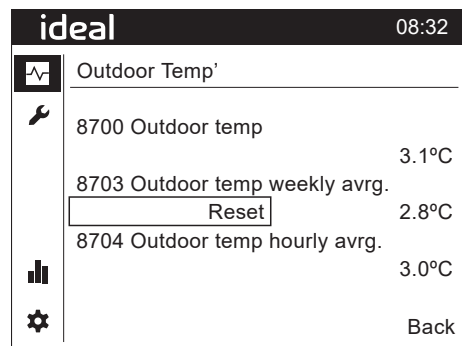 ideal 08:32
Outdoor Temp'
8700 Outdoor temp
3.1ºC
8703 Outdoor temp weekly avrg.
Reset 2.8ºC
8704 Outdoor temp hourly avrg.
3.0ºC
Back